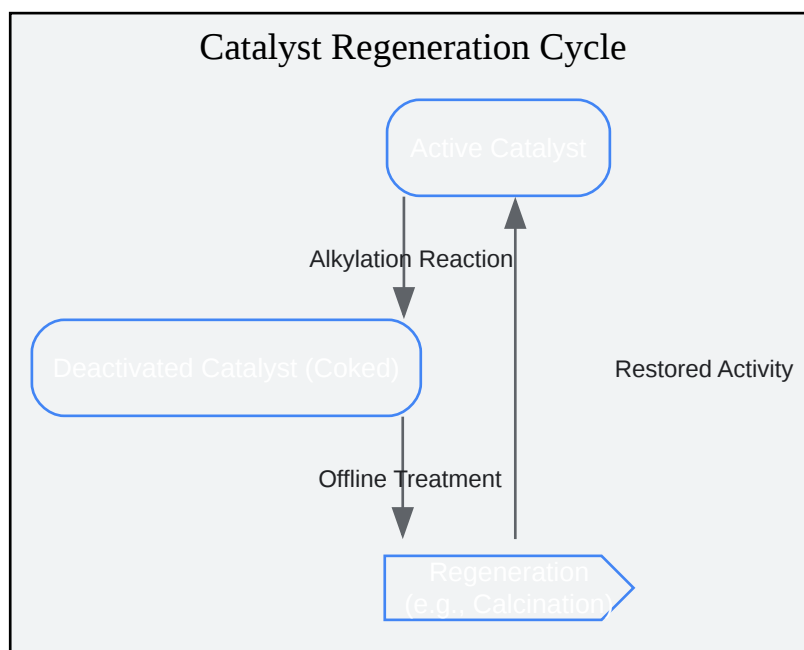 Catalyst Regeneration Cycle
Active Catalyst
Alkylation Reaction
Deactivated Catalyst (Coked)
Restored Activity
Offline Treatment
Regeneration
(e.g., Calcination)